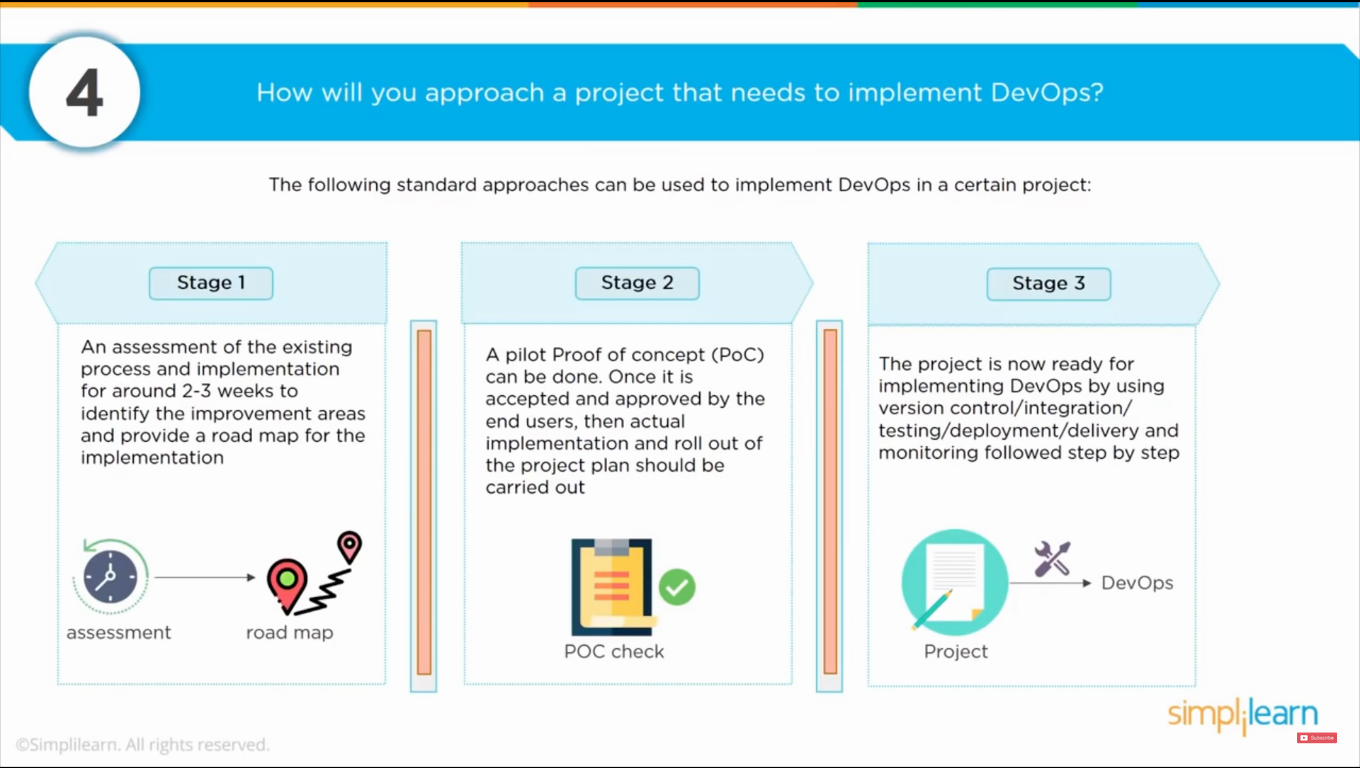 4
How will you approach a project that needs to implement DevOps?
The following standard approaches can be used to implement DevOps in a certain project:
Stage 1
An assessment of the existing
process and implementation
for around 2-3 weeks to
identify the improvement areas
and provide a road map for the
implementation
assessment
road map
Stage 2
A pilot Proof of concept (PoC)
can be done. Once it is
accepted and approved by the
end users, then actual
implementation and roll out of
the project plan should be
carried out
POC check
Stage 3
The project is now ready for
implementing DevOps by using
version control/integration/
testing/deployment/delivery and
monitoring followed step by step
Project
DevOps
simplilearn
Subscribe
©Simplilearn. All rights reserved.